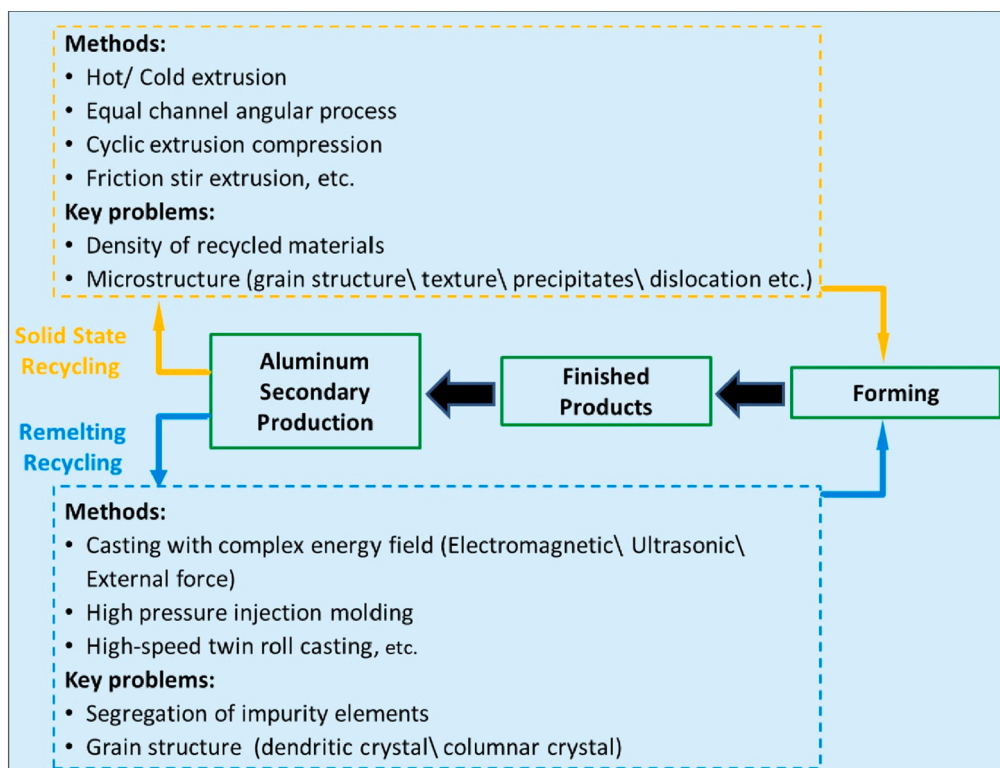 Methods:
• Hot/ Cold extrusion
• Equal channel angular process
• Cyclic extrusion compression
• Friction stir extrusion, etc.
Key problems:
• Density of recycled materials
• Microstructure (grain structure\ texture\ precipitates\ dislocation etc.)
Solid State
Recycling
Aluminum
Secondary
Production
Finished
Products
Forming
Remelting
Recycling
Methods:
• Casting with complex energy field (Electromagnetic\ Ultrasonic\
External force)
• High pressure injection molding
• High-speed twin roll casting, etc.
Key problems:
• Segregation of impurity elements
• Grain structure (dendritic crystal\ columnar crystal)